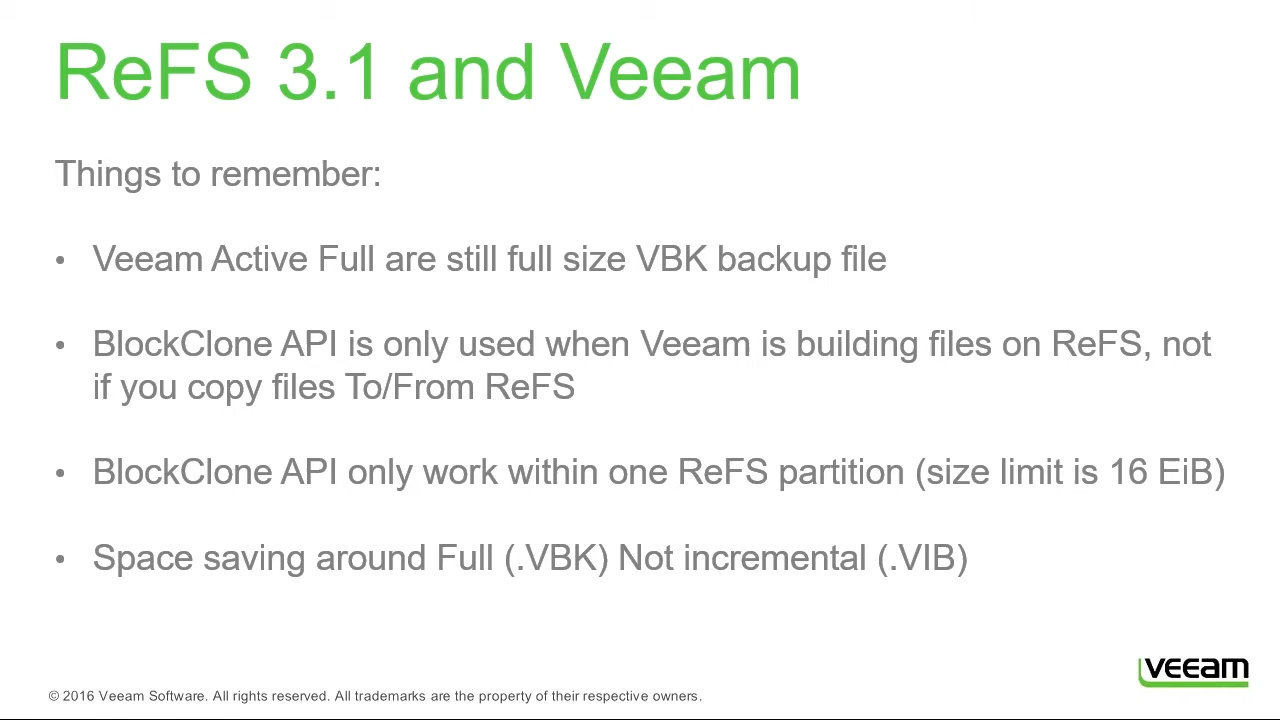 ReFS 3.1 and Veeam
Things to remember:
• Veeam Active Full are still full size VBK backup file
• BlockClone API is only used when Veeam is building files on ReFS, not
if you copy files To/From ReFS
• BlockClone API only work within one ReFS partition (size limit is 16 EiB)
• Space saving around Full (.VBK) Not incremental (.VIB)
veeam
© 2016 Veeam Software. All rights reserved. All trademarks are the property of their respective owners.